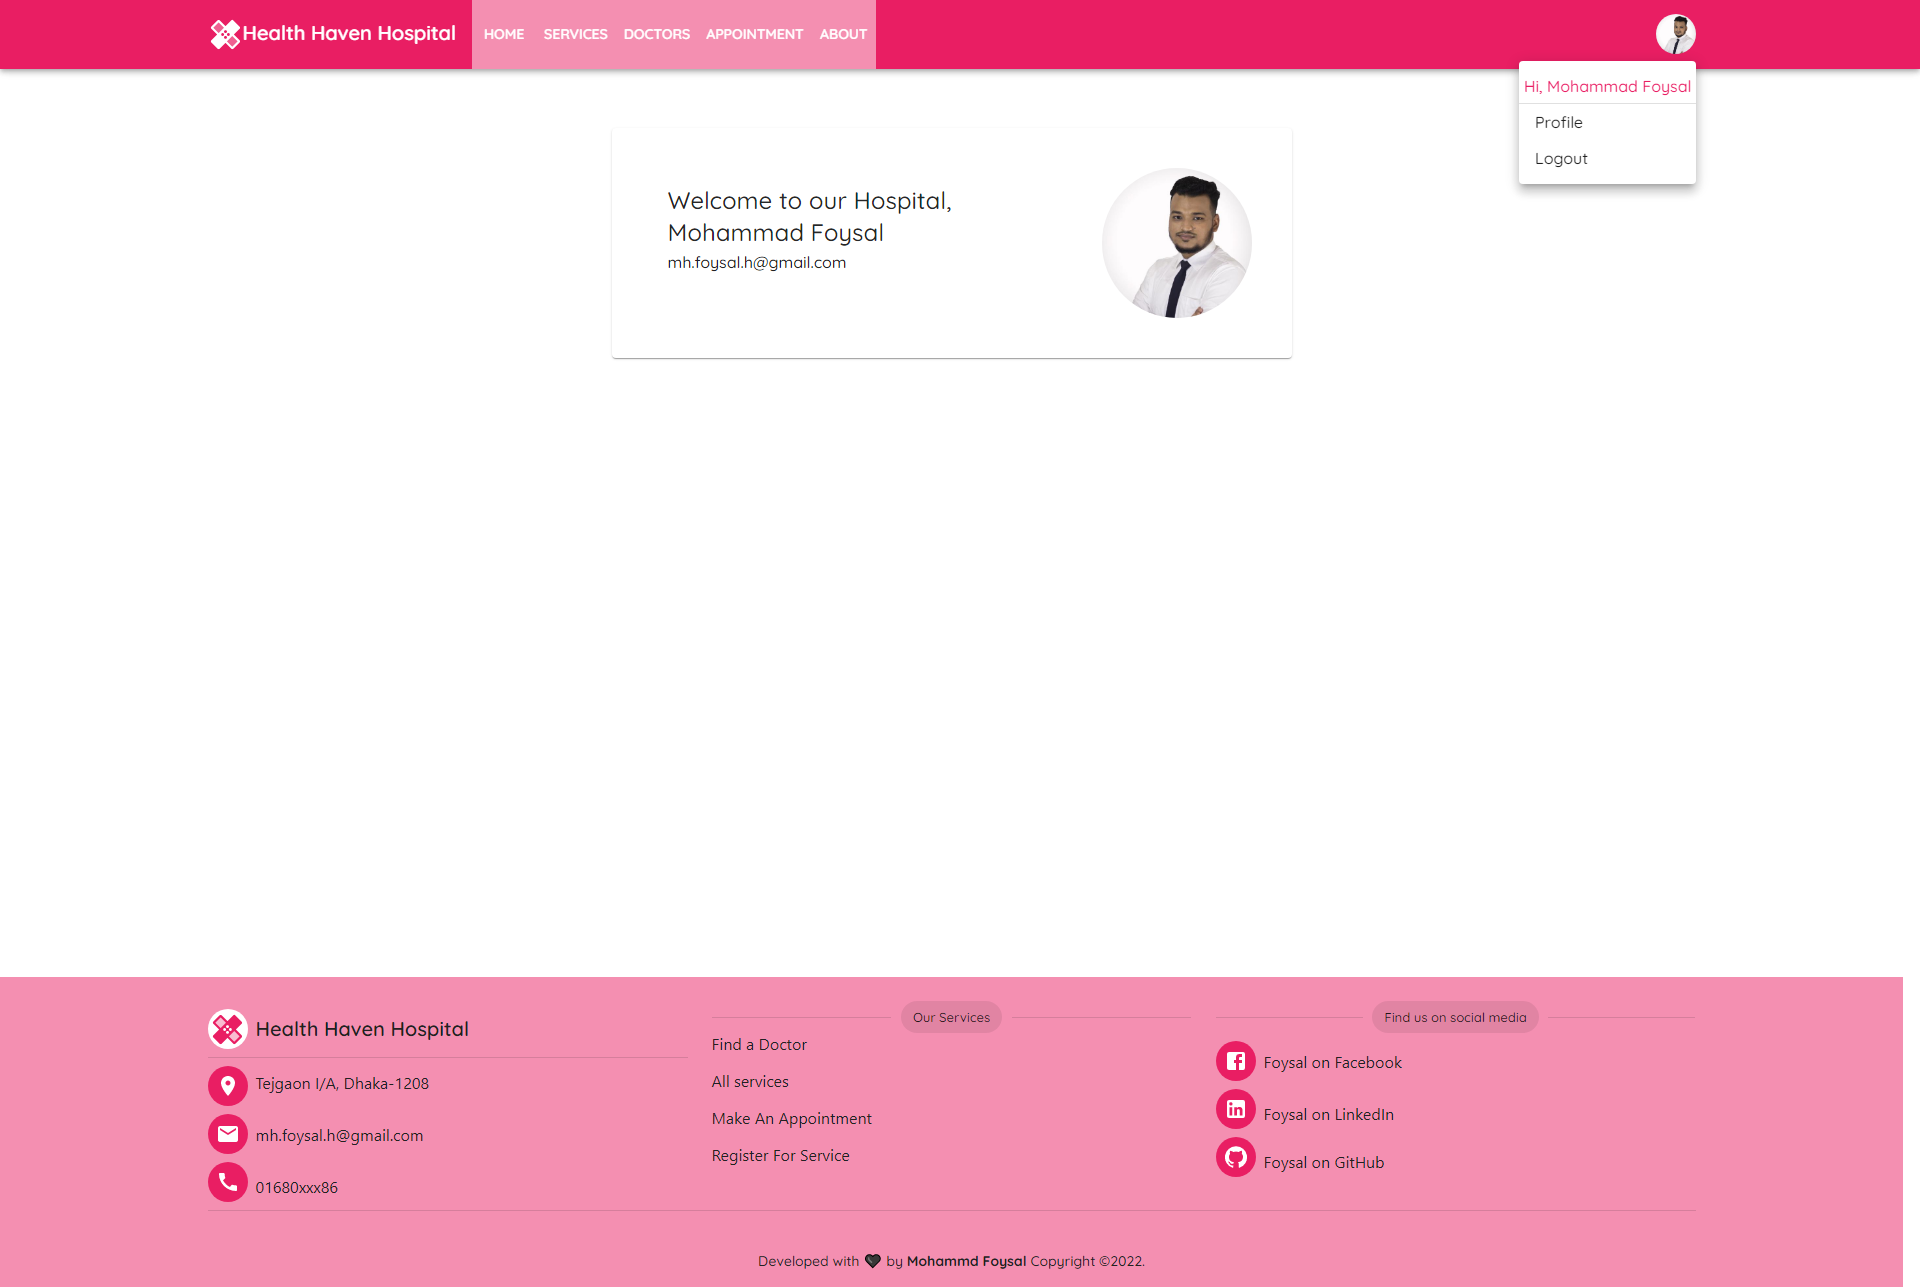 Health Haven Hospital
HOME SERVICES DOCTORS APPOINTMENT ABOUT
Hi, Mohammad Foysal
Profile
Logout
Welcome to our Hospital,
Mohammad Foysal
mh.foysal.h@gmail.com
Health Haven Hospital
Tejgaon I/A, Dhaka-1208
mh.foysal.h@gmail.com
01680xxx86
Our Services
Find a Doctor
All services
Make An Appointment
Register For Service
Find us on social media
Foysal on Facebook
Foysal on LinkedIn
Foysal on GitHub
Developed with 🖤 by Mohammd Foysal Copyright ©2022.